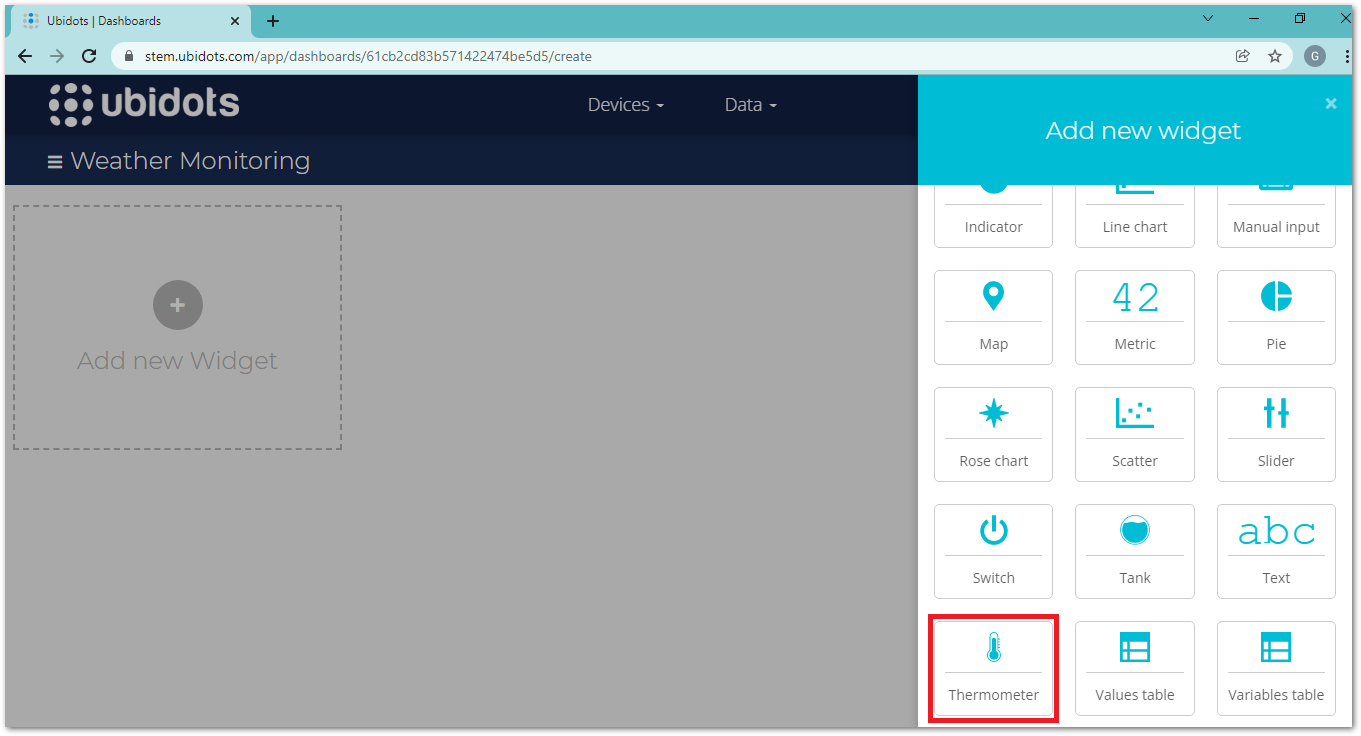 Ubidots | Dashboards
stem.ubidots.com/app/dashboards/61cb2cd83b571422474be5d5/create
G
ubidots
Devices
Data
Weather Monitoring
Add new widget
Add new Widget
Indicator
Line chart
Manual input
42
Map
Metric
Pie
Rose chart
Scatter
Slider
abc
Switch
Tank
Text
Thermometer
Values table
Variables table